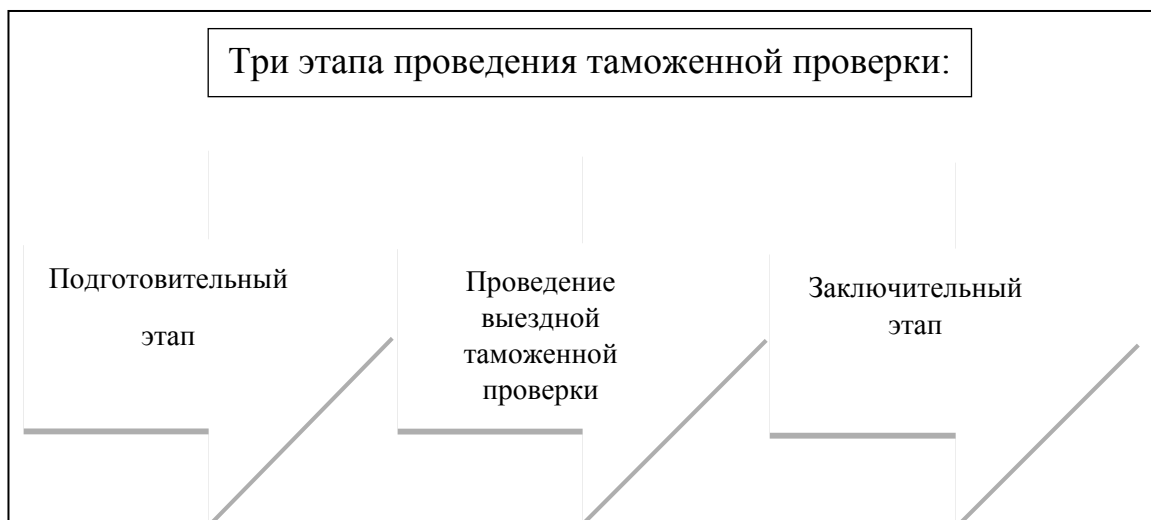 Три этапа проведения таможенной проверки:
Подготовительный
этап
Проведение
выездной
таможенной
проверки
Заключительный
этап